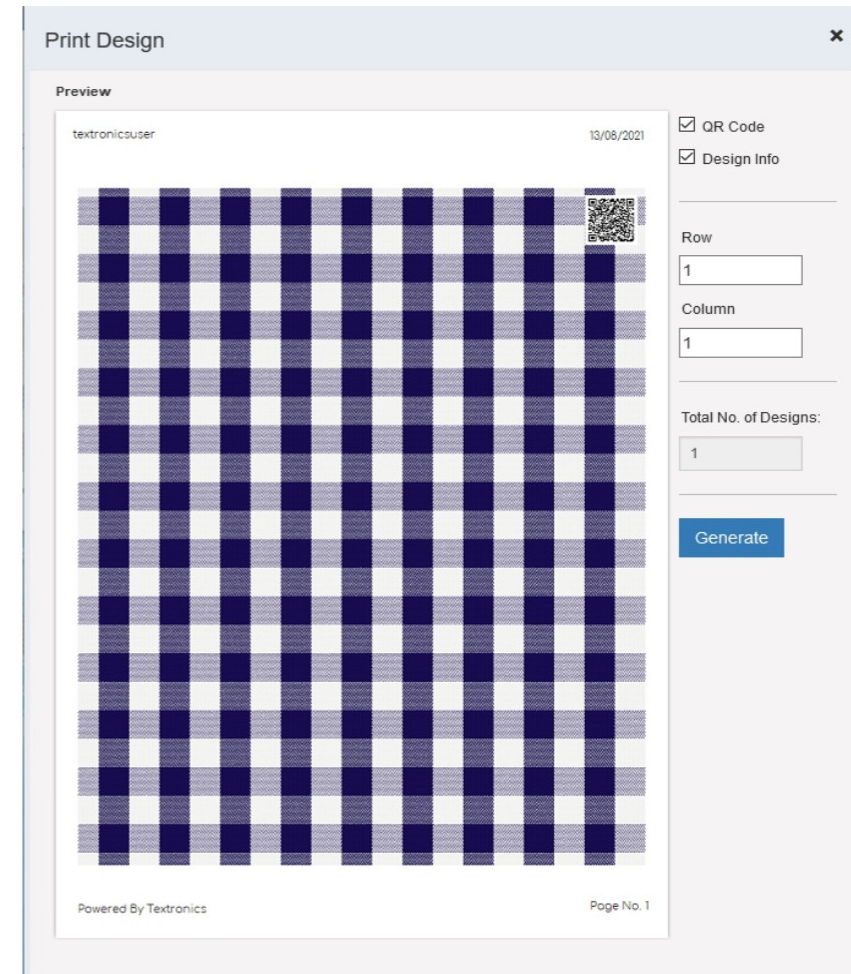 Print Design
×
Preview
textronicsuser
13/08/2021
QR Code
Design Info
Row
1
Column
1
Total No. of Designs:
1
Generate
Powered By Textronics
Page No. 1